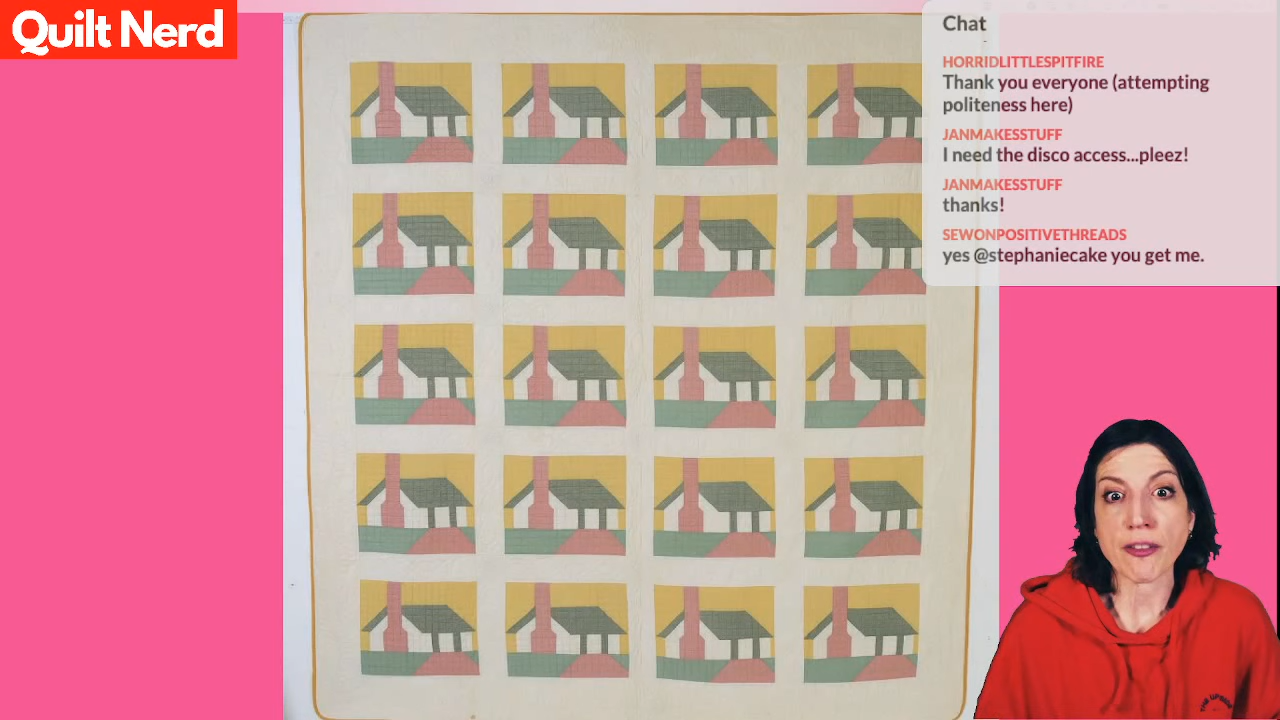 Quilt Nerd
Chat
HORRIDLITTLESPITFIRE
Thank you everyone (attempting
politeness here)
JANMAKESSTUFF
I need the disco access...pleez!
JANMAKESSTUFF
thanks!
SEWONPOSITIVETHREADS
yes @stephaniecake you get me.